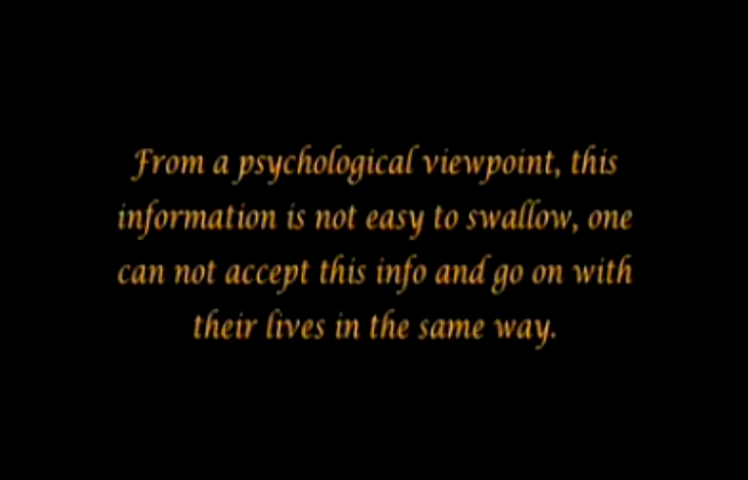 From a psychological viewpoint, this
information is not easy to swallow, one
can not accept this info and go on with
their lives in the same way.